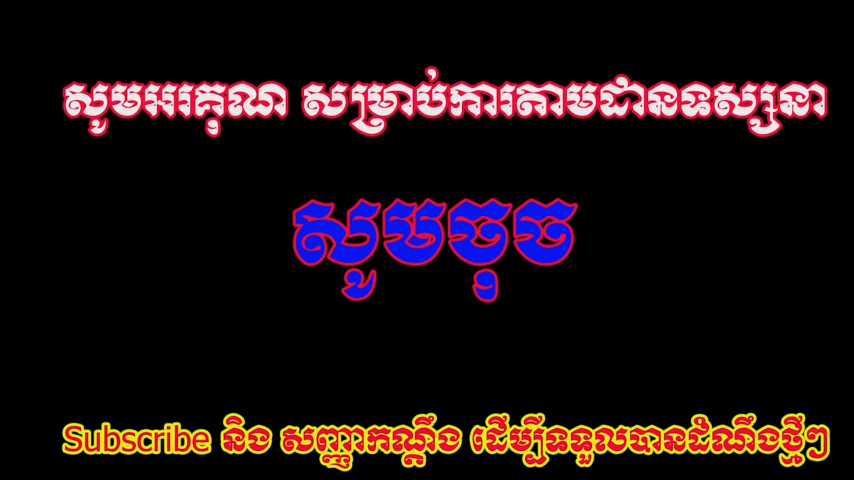 សូមអរគុណ សម្រាប់ការតាមដានទស្សនា
សូមចុច
Subscribe និង សញ្ញាកណ្ដឹង ដើម្បីទទួលបានដំណឹងថ្មីៗ